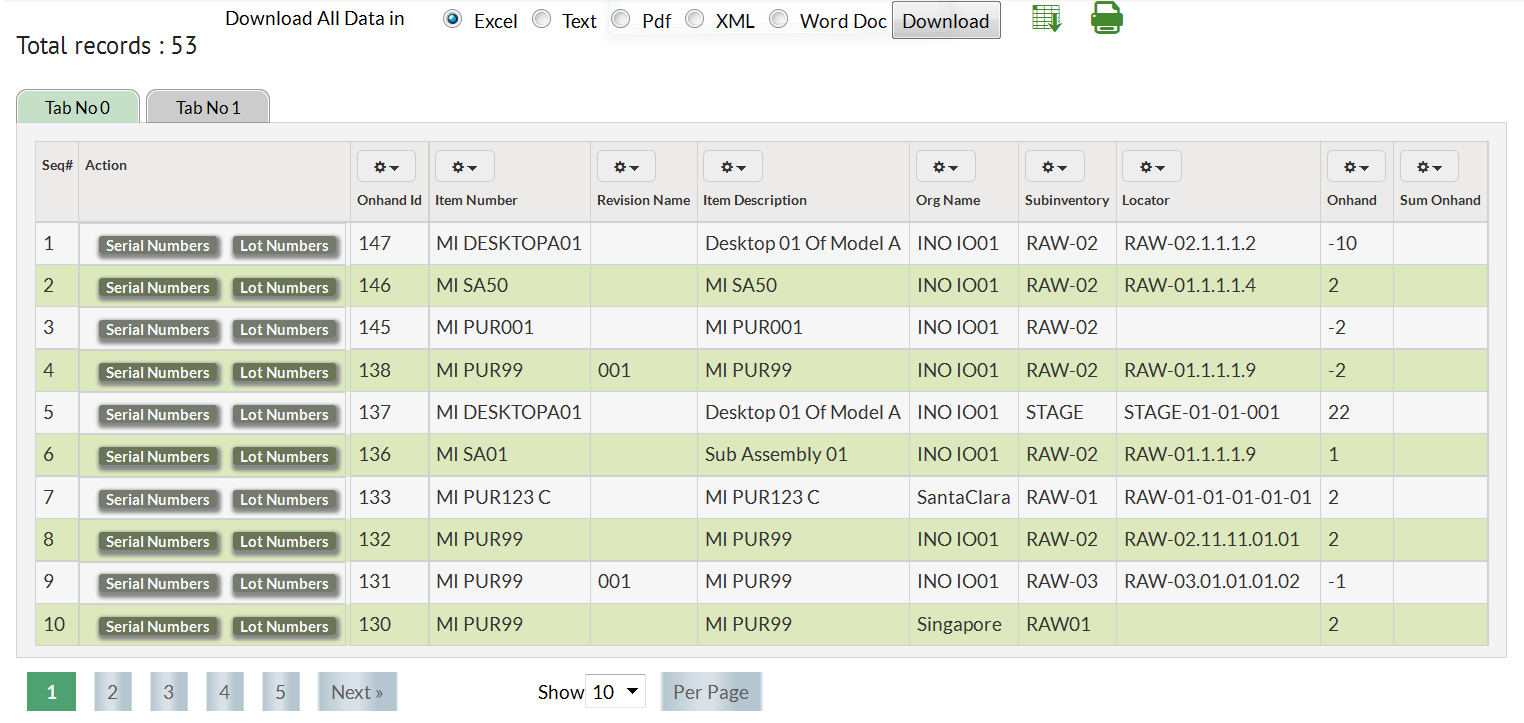 Download All Data in Excel Text Pdf XML Word Doc Download
Total records : 53
Tab No 0 Tab No 1
Seq# Action
Onhand Id Item Number Revision Name Item Description Org Name Subinventory Locator Onhand Sum Onhand
1 Serial Numbers Lot Numbers 147 MI DESKTOPA01 Desktop 01 Of Model A INO IO01 RAW-02 RAW-02.1.1.1.2 -10
2 Serial Numbers Lot Numbers 146 MI SA50 MI SA50 INO IO01 RAW-02 RAW-01.1.1.1.4 2
3 Serial Numbers Lot Numbers 145 MI PUR001 MI PUR001 INO IO01 RAW-02 -2
4 Serial Numbers Lot Numbers 138 MI PUR99 001 MI PUR99 INO IO01 RAW-02 RAW-01.1.1.1.9 -2
5 Serial Numbers Lot Numbers 137 MI DESKTOPA01 Desktop 01 Of Model A INO IO01 STAGE STAGE-01-01-001 22
6 Serial Numbers Lot Numbers 136 MI SA01 Sub Assembly 01 INO IO01 RAW-02 RAW-01.1.1.1.9 1
7 Serial Numbers Lot Numbers 133 MI PUR123 C MI PUR123 C SantaClara RAW-01 RAW-01-01-01-01-01 2
8 Serial Numbers Lot Numbers 132 MI PUR99 MI PUR99 INO IO01 RAW-02 RAW-02.11.11.01.01 2
9 Serial Numbers Lot Numbers 131 MI PUR99 001 MI PUR99 INO IO01 RAW-03 RAW-03.01.01.01.02 -1
10 Serial Numbers Lot Numbers 130 MI PUR99 MI PUR99 Singapore RAW01 2
1 2 3 4 5 Next » Show 10 Per Page